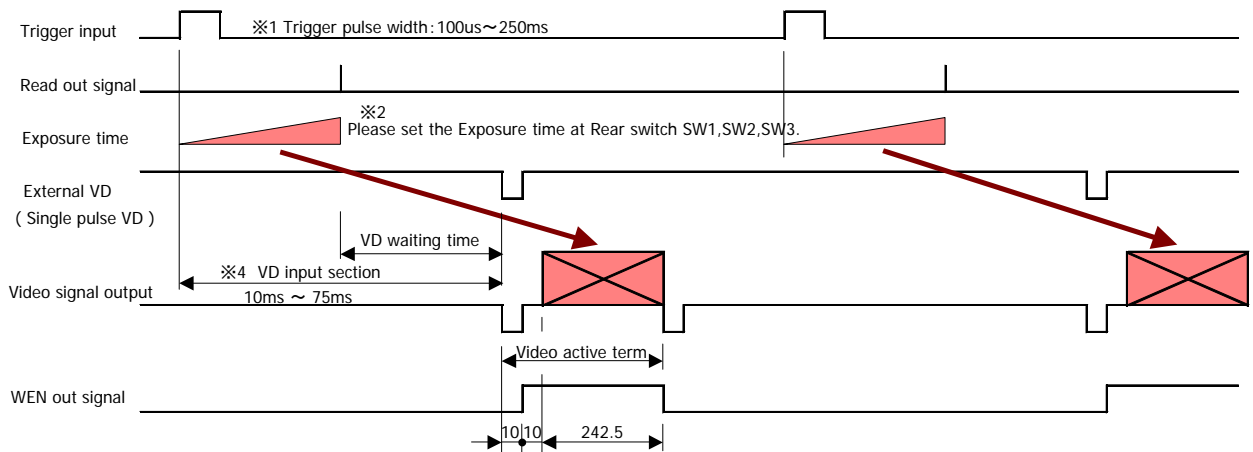 Trigger input
※1 Trigger pulse width：100us～250ms
Read out signal
※2
Please set the Exposure time at Rear switch SW1,SW2,SW3.
Exposure time
External VD
( Single pulse VD )
VD waiting time
※4 VD input section
10ms ～ 75ms
Video signal output
Video active term
WEN out signal
10 10 242.5